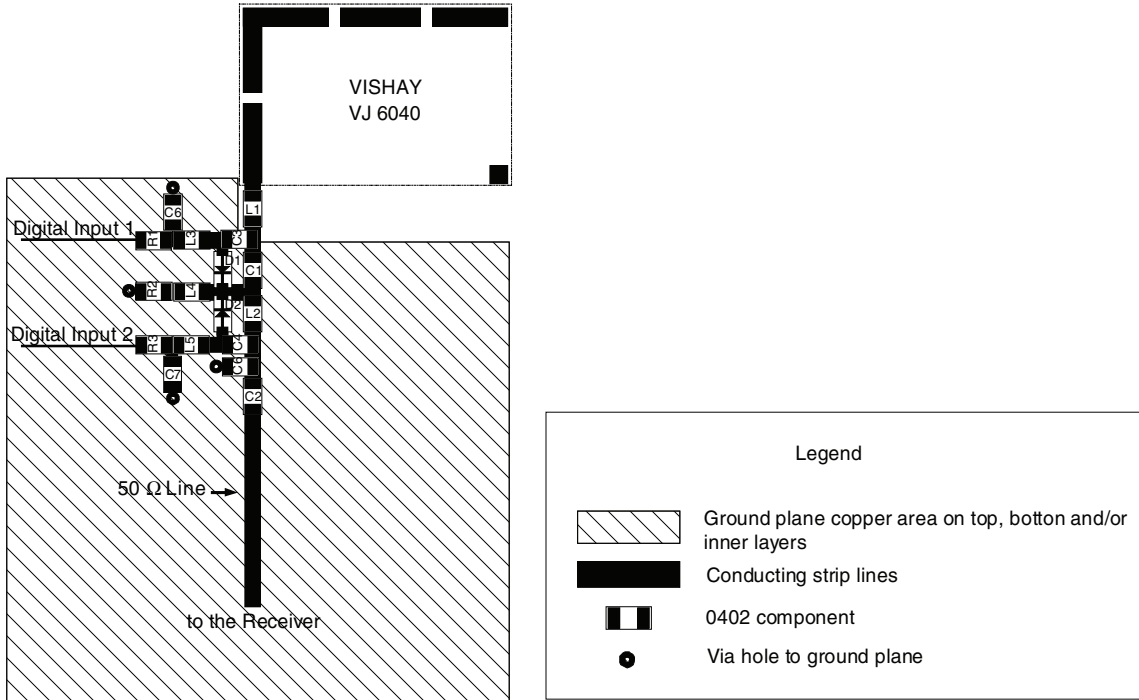 VISHAY
VJ 6040
L1
C6
Digital Input 1
R1
L3
C3
D1
C1
R2
L4
D2
L2
Digital Input 2
R3
L5
C4
C6
C7
C2
50 Ω Line
to the Receiver
Legend
Ground plane copper area on top, botton and/or
inner layers
Conducting strip lines
0402 component
Via hole to ground plane